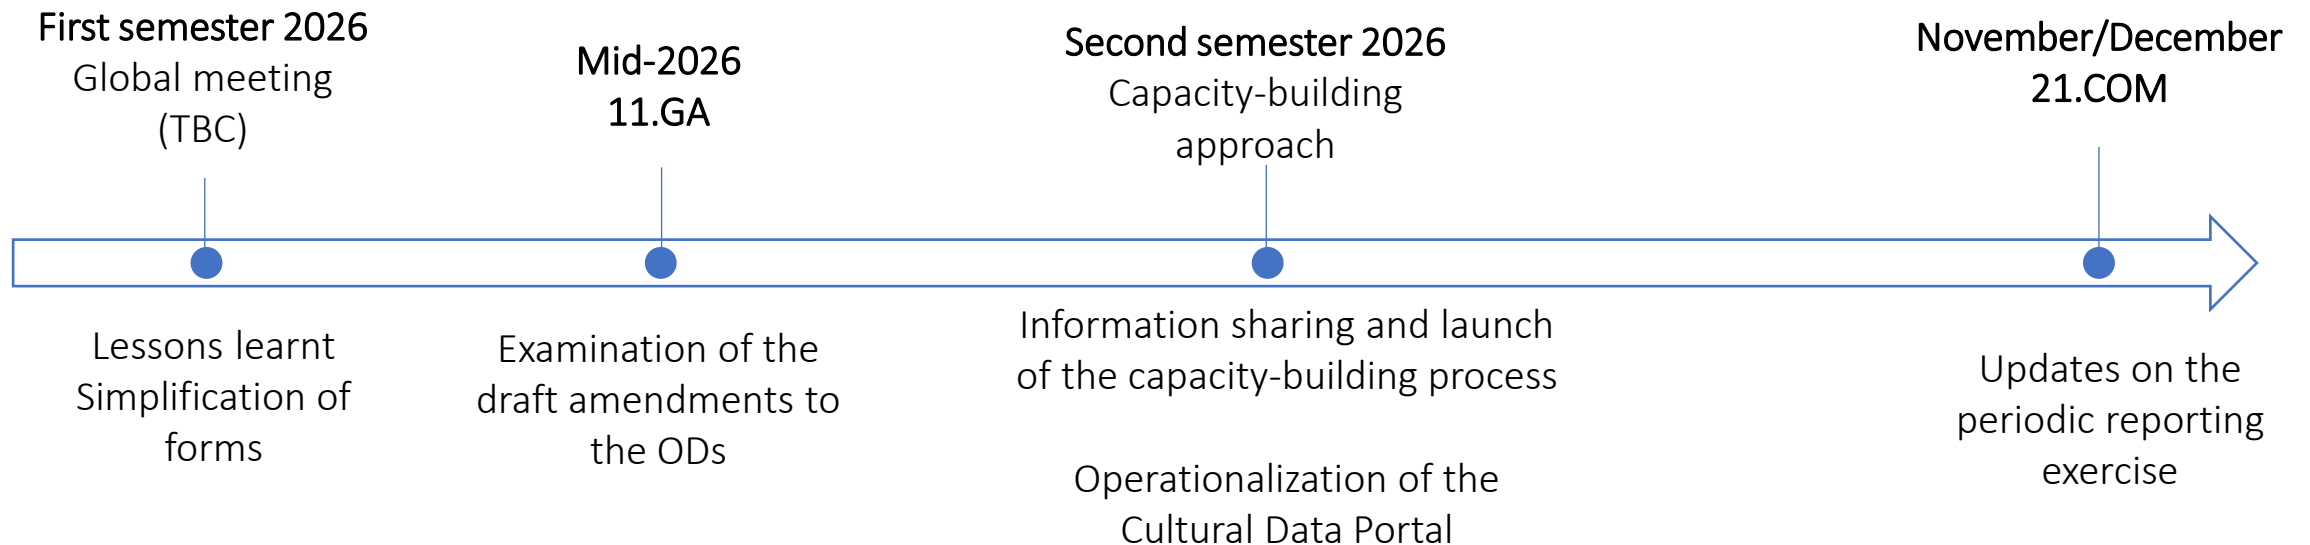 First semester 2026
Global meeting
(TBC)
Mid-2026
11.GA
Second semester 2026
Capacity-building
approach
November/December
21.COM
Lessons learnt
Simplification of
forms
Examination of the
draft amendments to
the ODs
Information sharing and launch
of the capacity-building process
Operationalization of the
Cultural Data Portal
Updates on the
periodic reporting
exercise